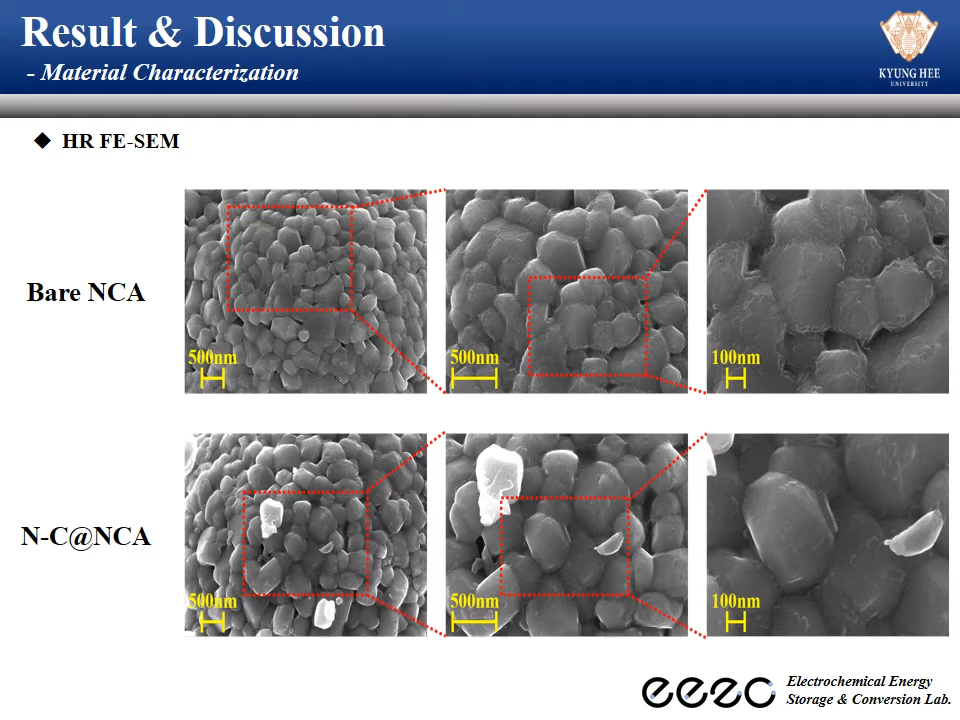 Result & Discussion
- Material Characterization
KYUNG HEE
UNIVERSITY
◆ HR FE-SEM
Bare NCA
500nm
500nm
100nm
N-C@NCA
500nm
500nm
100nm
eezc
Electrochemical Energy
Storage & Conversion Lab.